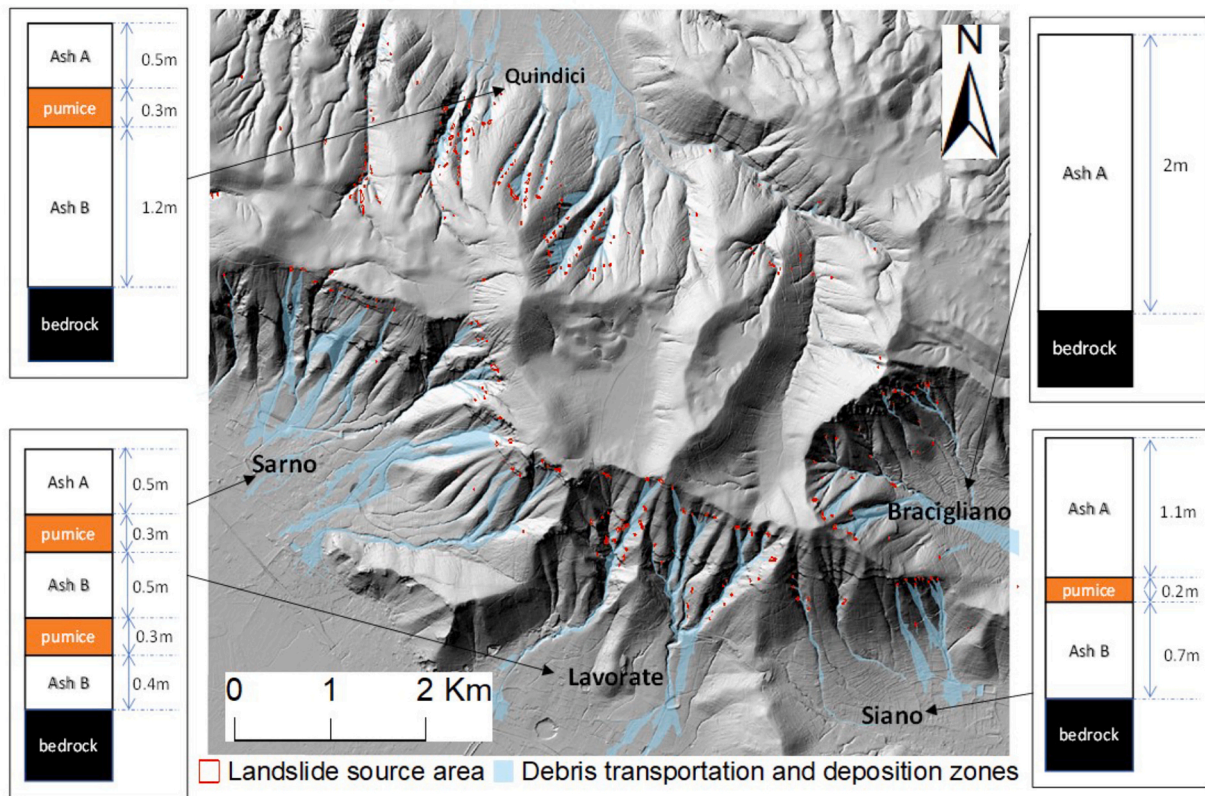 Ash A
0.5m
pumice
0.3m
Ash B
1.2m
bedrock
Quindici
N
Ash A
2m
bedrock
Ash A
0.5m
pumice
0.3m
Ash B
0.5m
pumice
0.3m
Ash B
0.4m
bedrock
Sarno
Bracigliano
Lavorate
Siano
0 1 2 Km
Ash A
1.1m
pumice
0.2m
Ash B
0.7m
bedrock
Landslide source area Debris transportation and deposition zones